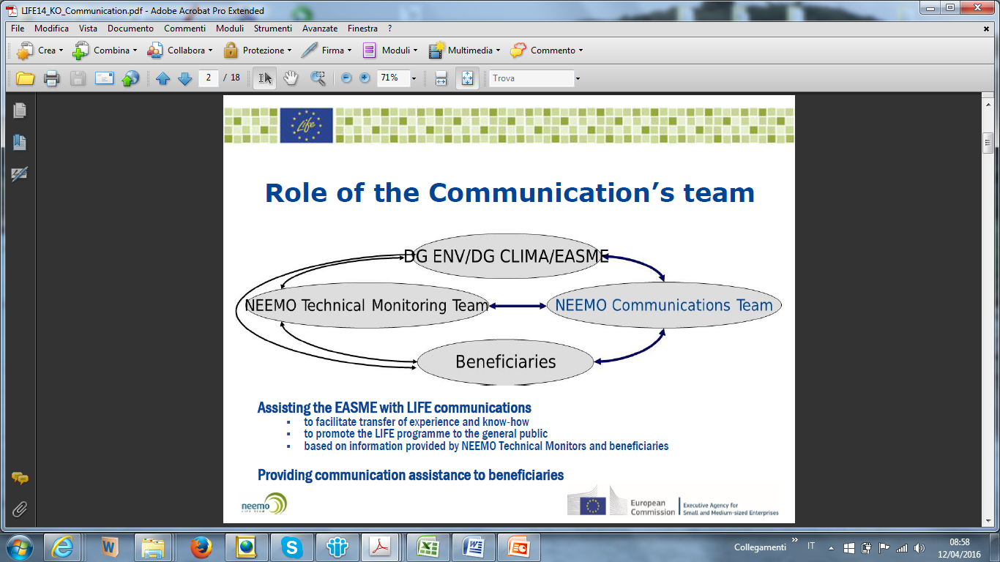 LIFE14_KO_Communication.pdf - Adobe Acrobat Pro Extended
File Modifica Vista Documento Commenti Moduli Strumenti Avanzate Finestra ?
Crea Combina Collabora Protezione Firma Moduli Multimedia Commento
2 / 18 71% Trova
Life
Role of the Communication’s team
DG ENV/DG CLIMA/EASME
NEEMO Technical Monitoring Team
NEEMO Communications Team
Beneficiaries
Assisting the EASME with LIFE communications
▪ to facilitate transfer of experience and know-how
▪ to promote the LIFE programme to the general public
▪ based on information provided by NEEMO Technical Monitors and beneficiaries
Providing communication assistance to beneficiaries
neemo
LIFE TEAM
European
Commission
Executive Agency for
Small and Medium-sized Enterprises
Collegamenti » IT
08:58
12/04/2016